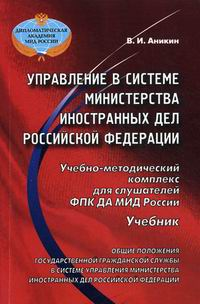 ДИПЛОМАТИЧЕСКАЯ
АКАДЕМИЯ
МИД РОССИИ
В. И. Аникин
УПРАВЛЕНИЕ В СИСТЕМЕ
МИНИСТЕРСТВА
ИНОСТРАННЫХ ДЕЛ
РОССИЙСКОЙ ФЕДЕРАЦИИ
Учебно-методический
комплекс
для слушателей
ФПК ДА МИД России
Учебник
ОБЩИЕ ПОЛОЖЕНИЯ
ГОСУДАРСТВЕННОЙ ГРАЖДАНСКОЙ СЛУЖБЫ
В СИСТЕМЕ УПРАВЛЕНИЯ МИНИСТЕРСТВА
ИНОСТРАННЫХ ДЕЛ РОССИЙСКОЙ ФЕДЕРАЦИИ